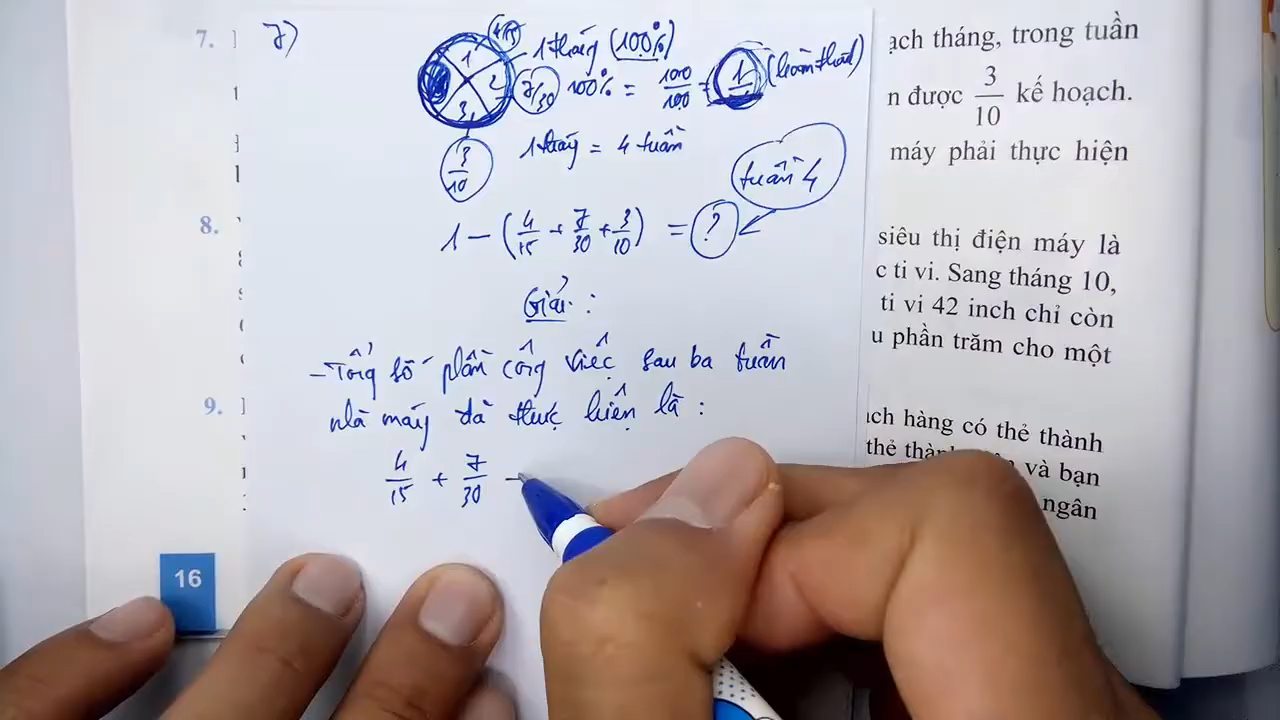 7. 7)
4/15
1 tháng (100%)
1
2
3
7/30
100% = 100/100 = 1 (hoàn thành)
3/10
1 tháng = 4 tuần
tuần 4
1 - (4/15 + 7/30 + 3/10) = ?
Giải:
- Tổng số phần công việc sau ba tuần
nhà máy đã thực hiện là:
4/15 + 7/30 -
8.
9.
16
ạch tháng, trong tuần
n được 3/10 kế hoạch.
máy phải thực hiện
siêu thị điện máy là
c ti vi. Sang tháng 10,
ti vi 42 inch chỉ còn
u phần trăm cho một
ạch hàng có thẻ thành
thẻ thành và bạn
ngân